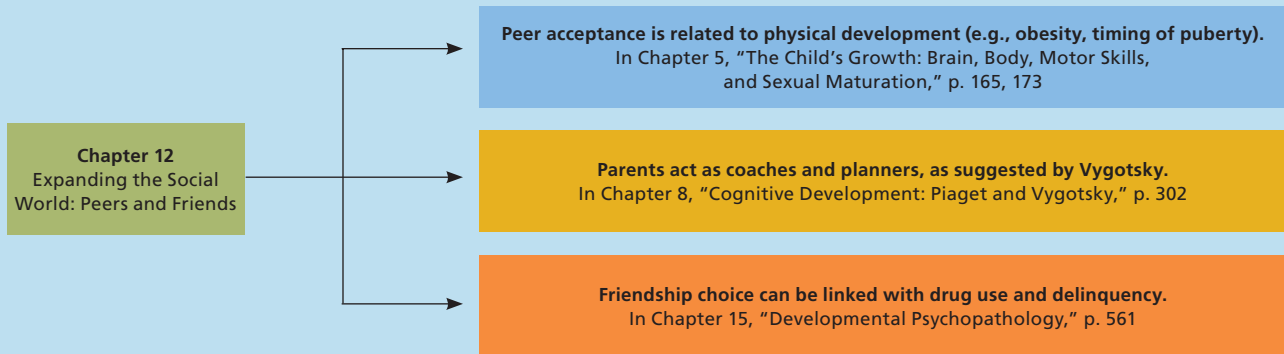 Peer acceptance is related to physical development (e.g., obesity, timing of puberty).
In Chapter 5, “The Child’s Growth: Brain, Body, Motor Skills,
and Sexual Maturation,” p. 165, 173
Chapter 12
Expanding the Social
World: Peers and Friends
Parents act as coaches and planners, as suggested by Vygotsky.
In Chapter 8, “Cognitive Development: Piaget and Vygotsky,” p. 302
Friendship choice can be linked with drug use and delinquency.
In Chapter 15, “Developmental Psychopathology,” p. 561